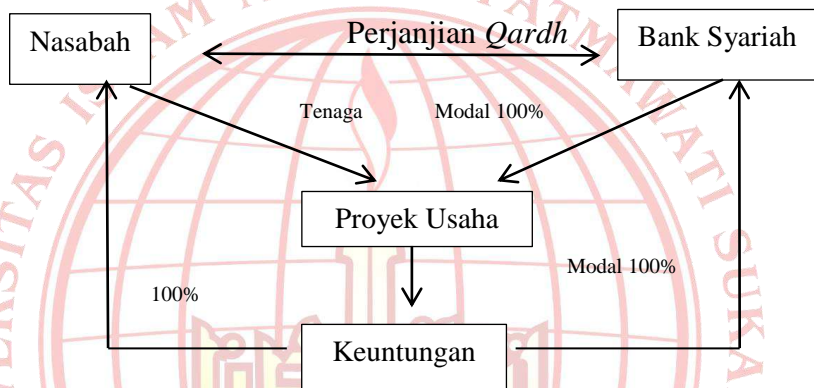 Nasabah
Perjanjian Qardh
Bank Syariah
Tenaga
Modal 100%
Proyek Usaha
Modal 100%
100%
Keuntungan